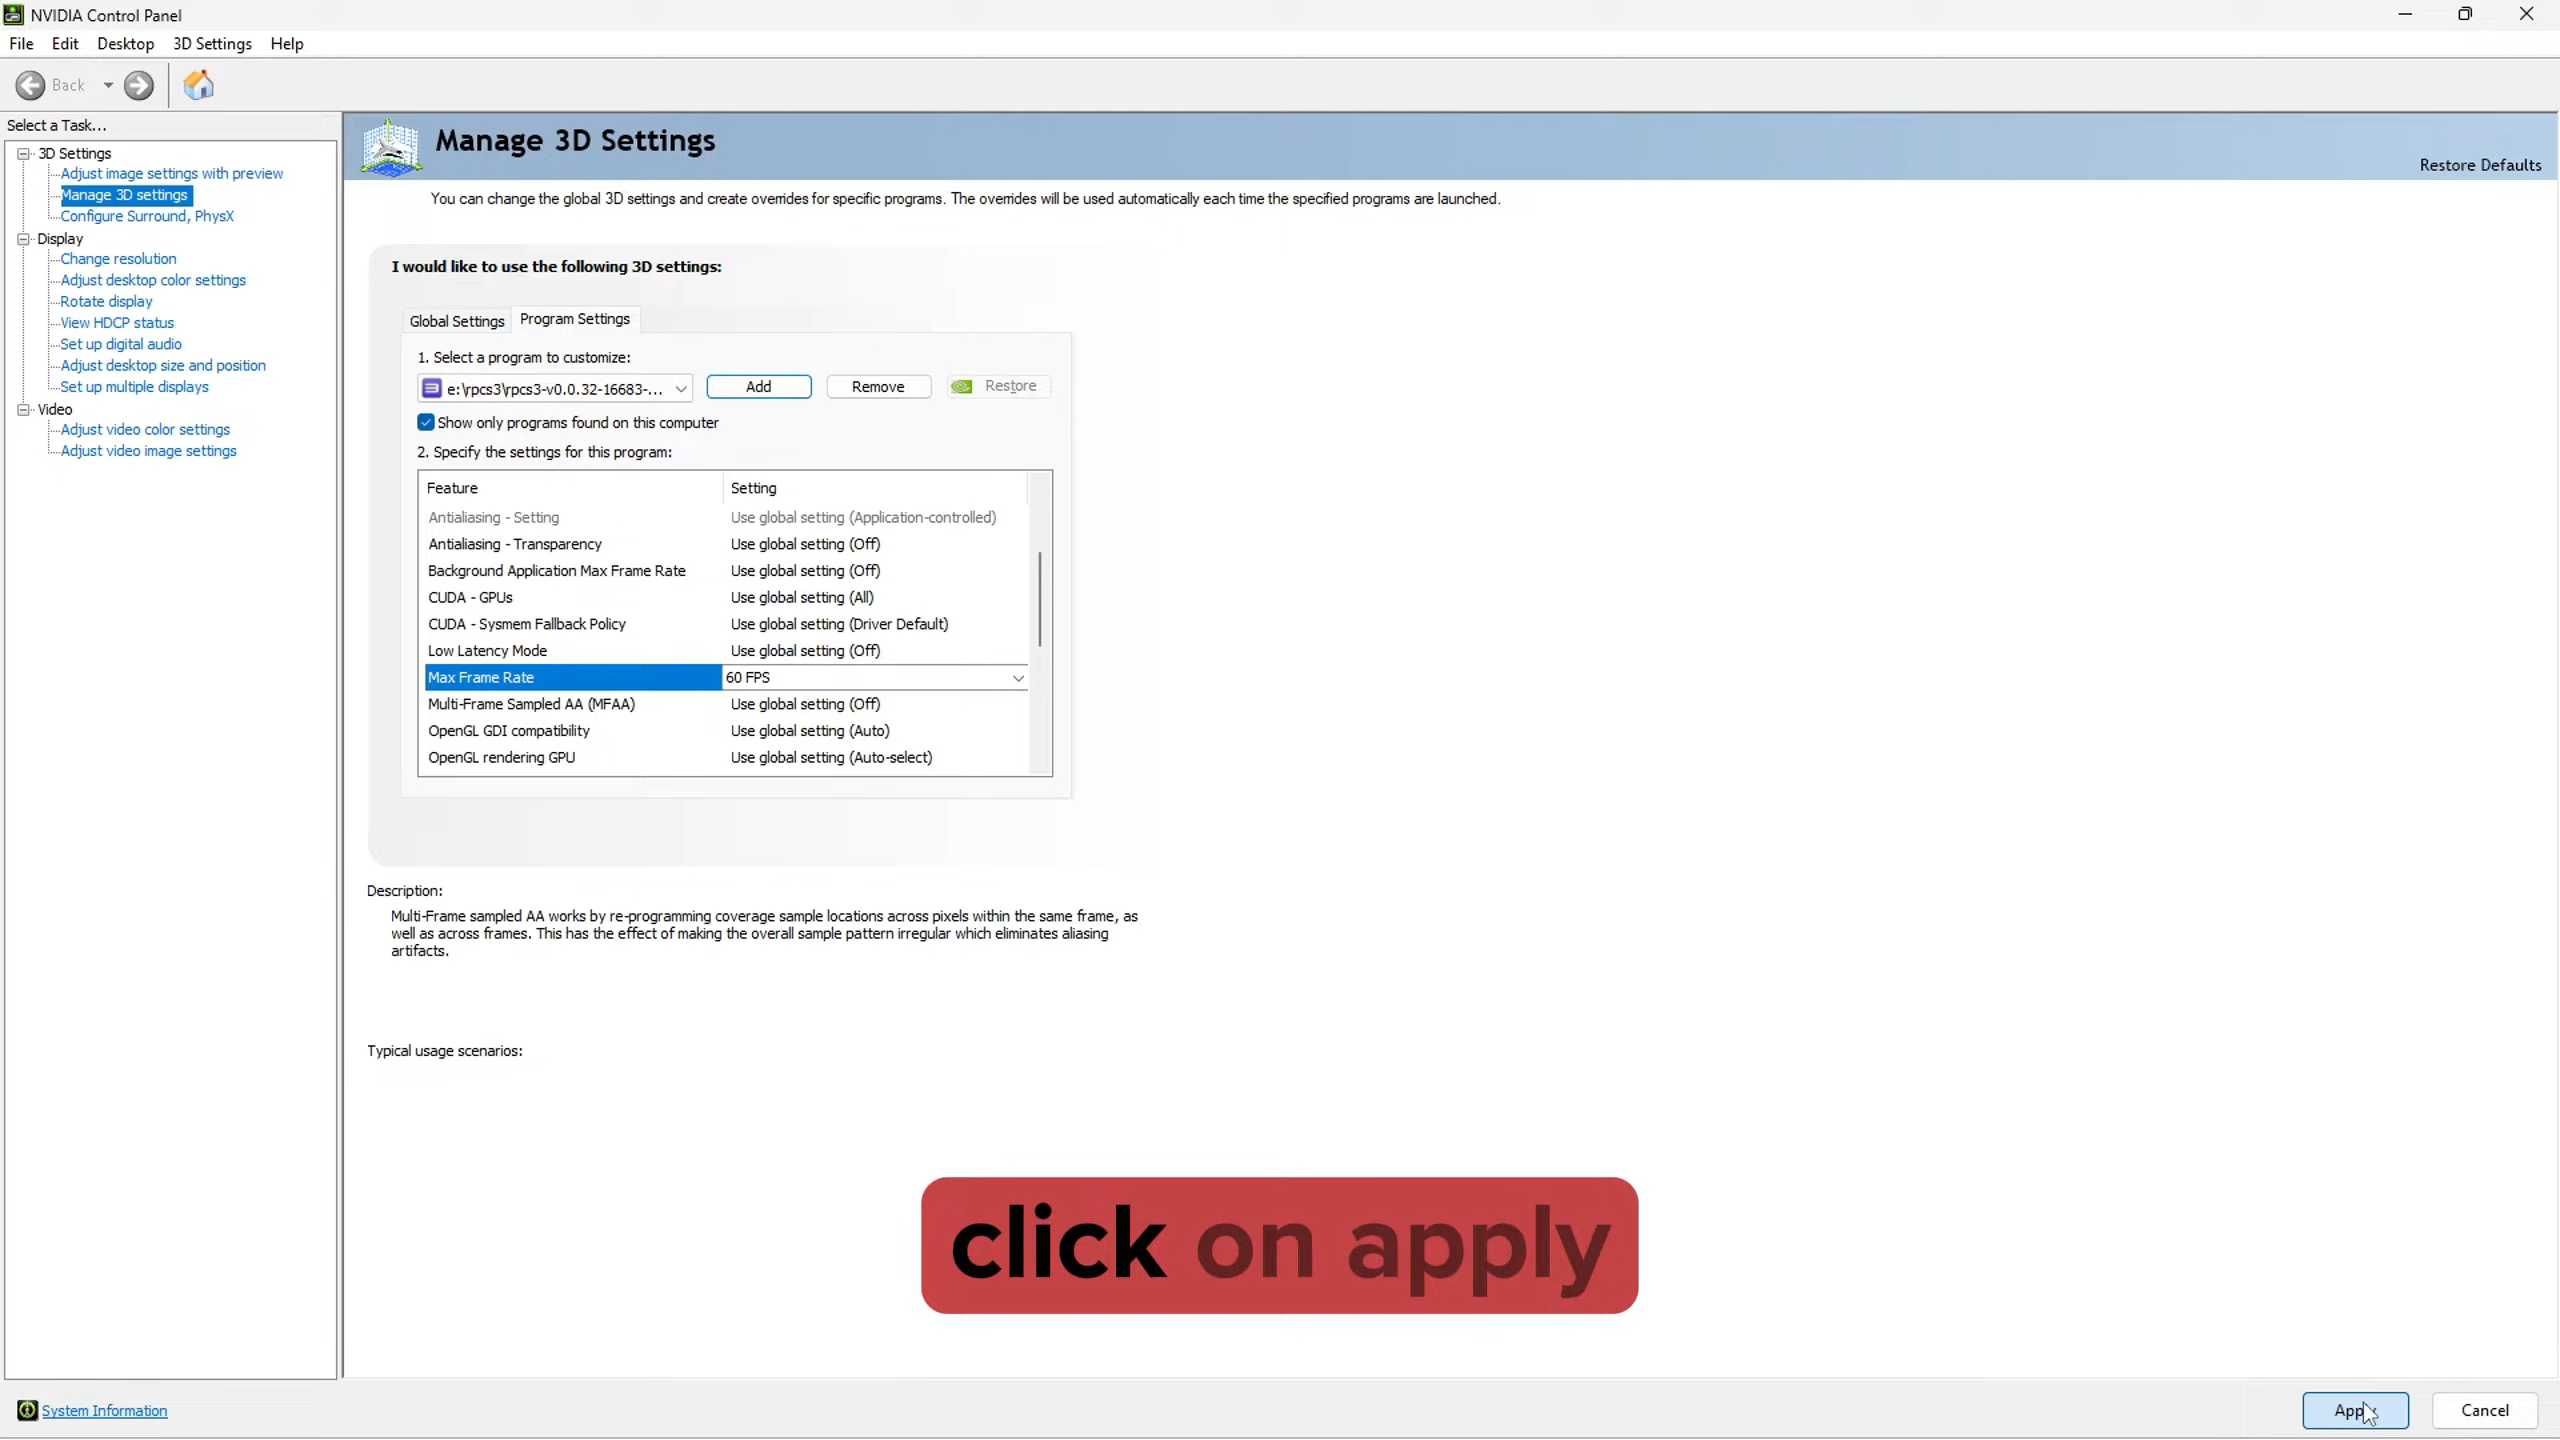 NVIDIA Control Panel
File Edit Desktop 3D Settings Help
Back
Select a Task...
3D Settings
Adjust image settings with preview
Manage 3D settings
Configure Surround, PhysX
Display
Change resolution
Adjust desktop color settings
Rotate display
View HDCP status
Set up digital audio
Adjust desktop size and position
Set up multiple displays
Video
Adjust video color settings
Adjust video image settings
Manage 3D Settings
Restore Defaults
You can change the global 3D settings and create overrides for specific programs. The overrides will be used automatically each time the specified programs are launched.
I would like to use the following 3D settings:
Global Settings Program Settings
1. Select a program to customize:
e:\rpcs3\rpcs3-v0.0.32-16683-... Add Remove Restore
Show only programs found on this computer
2. Specify the settings for this program:
Feature Setting
Antialiasing - Setting Use global setting (Application-controlled)
Antialiasing - Transparency Use global setting (Off)
Background Application Max Frame Rate Use global setting (Off)
CUDA - GPUs Use global setting (All)
CUDA - Sysmem Fallback Policy Use global setting (Driver Default)
Low Latency Mode Use global setting (Off)
Max Frame Rate 60 FPS
Multi-Frame Sampled AA (MFAA) Use global setting (Off)
OpenGL GDI compatibility Use global setting (Auto)
OpenGL rendering GPU Use global setting (Auto-select)
Description:
Multi-Frame sampled AA works by re-programming coverage sample locations across pixels within the same frame, as
well as across frames. This has the effect of making the overall sample pattern irregular which eliminates aliasing
artifacts.
Typical usage scenarios:
click on apply
System Information
Apply Cancel